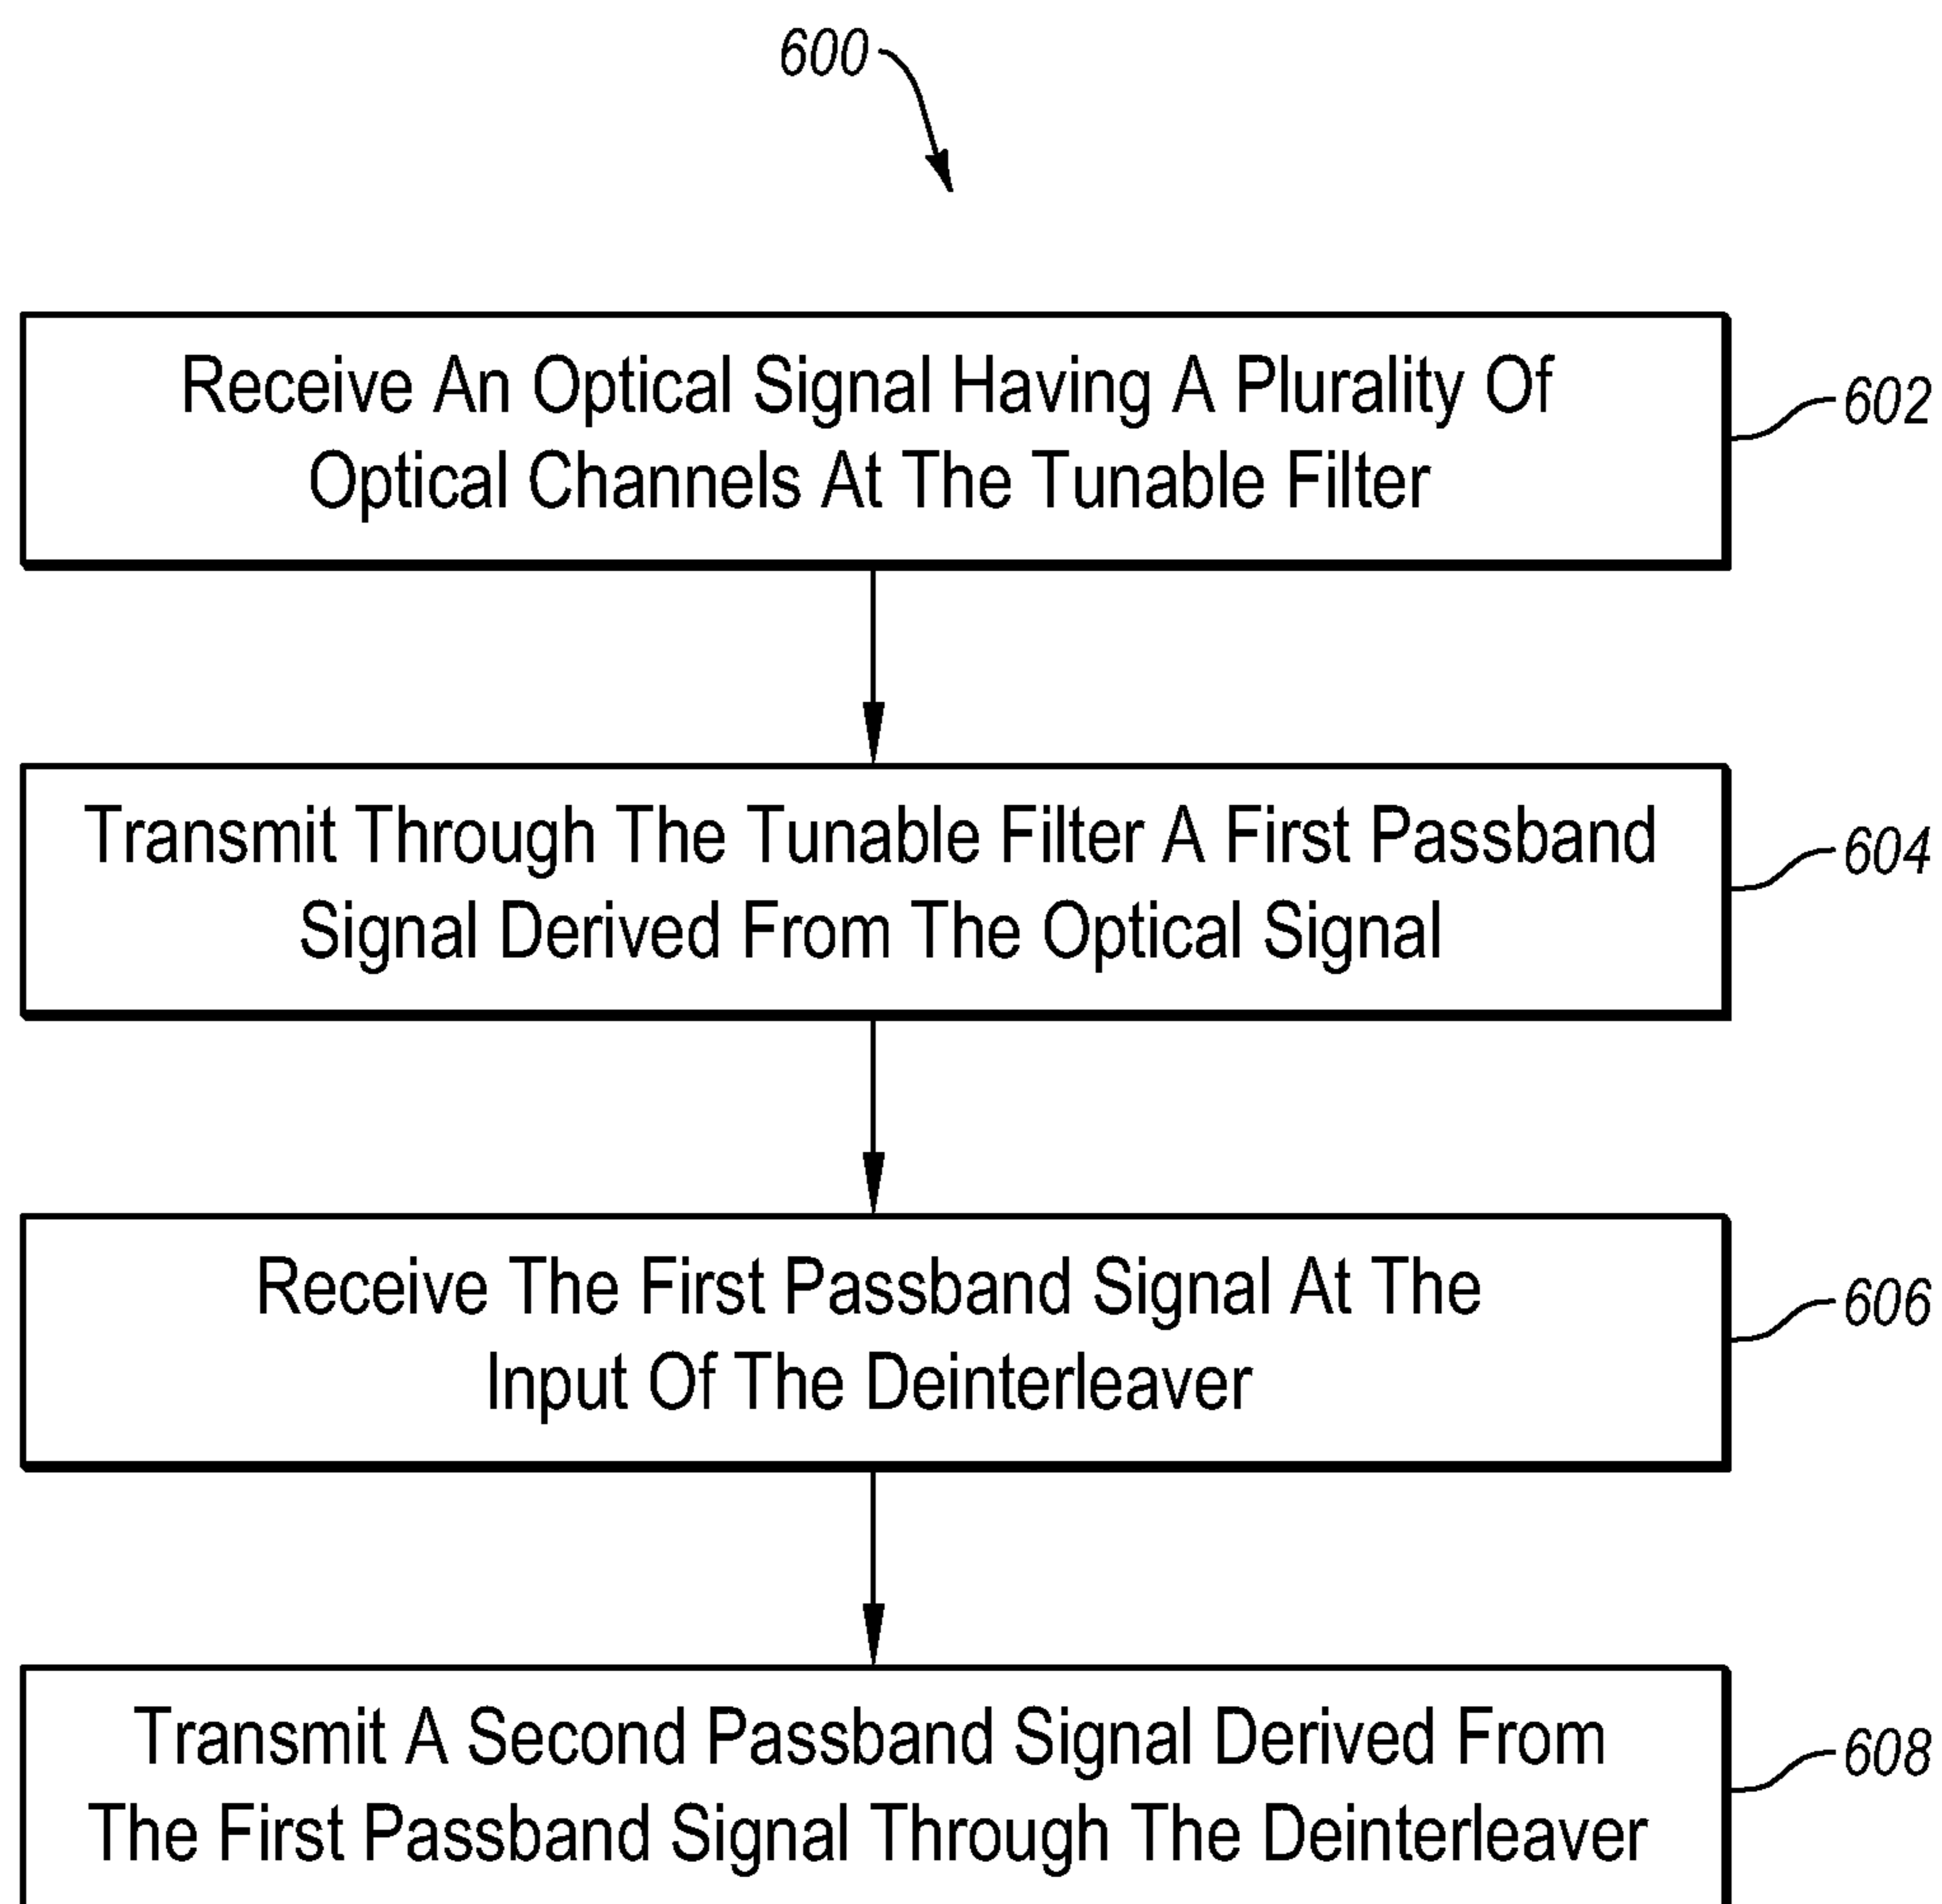 600
Receive An Optical Signal Having A Plurality Of
Optical Channels At The Tunable Filter
602
Transmit Through The Tunable Filter A First Passband
Signal Derived From The Optical Signal
604
Receive The First Passband Signal At The
Input Of The Deinterleaver
606
Transmit A Second Passband Signal Derived From
The First Passband Signal Through The Deinterleaver
608